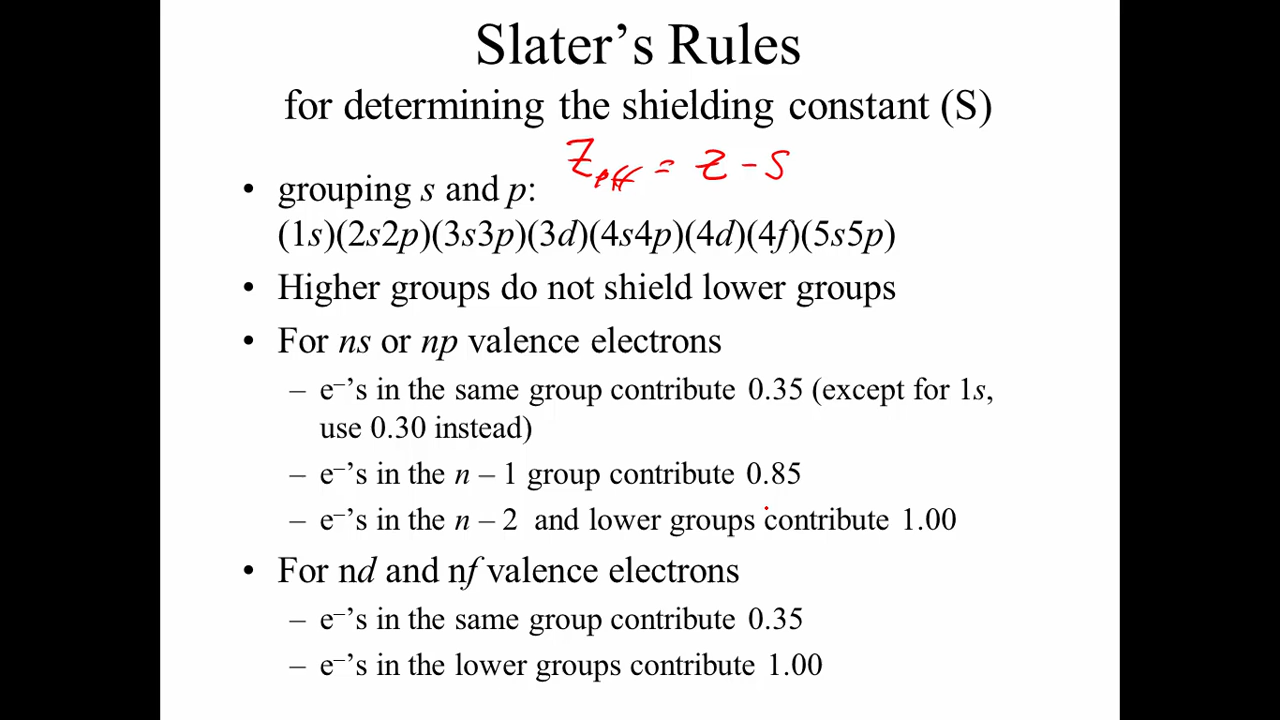 Slater’s Rules
for determining the shielding constant (S)
Zeff = Z - S
• grouping s and p:
(1s)(2s2p)(3s3p)(3d)(4s4p)(4d)(4f)(5s5p)
• Higher groups do not shield lower groups
• For ns or np valence electrons
– e⁻’s in the same group contribute 0.35 (except for 1s,
use 0.30 instead)
– e⁻’s in the n – 1 group contribute 0.85
– e⁻’s in the n – 2 and lower groups contribute 1.00
• For nd and nf valence electrons
– e⁻’s in the same group contribute 0.35
– e⁻’s in the lower groups contribute 1.00